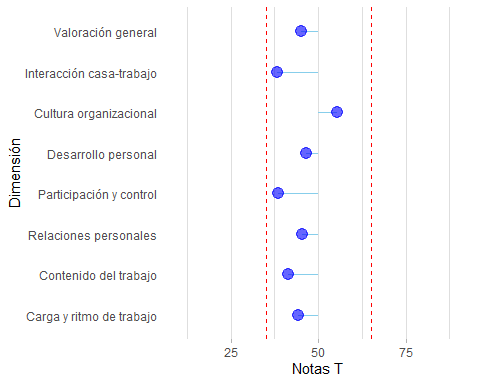 Valoración general
Interacción casa-trabajo
Cultura organizacional
Desarrollo personal
Participación y control
Relaciones personales
Contenido del trabajo
Carga y ritmo de trabajo
Dimensión
25 50 75
Notas T